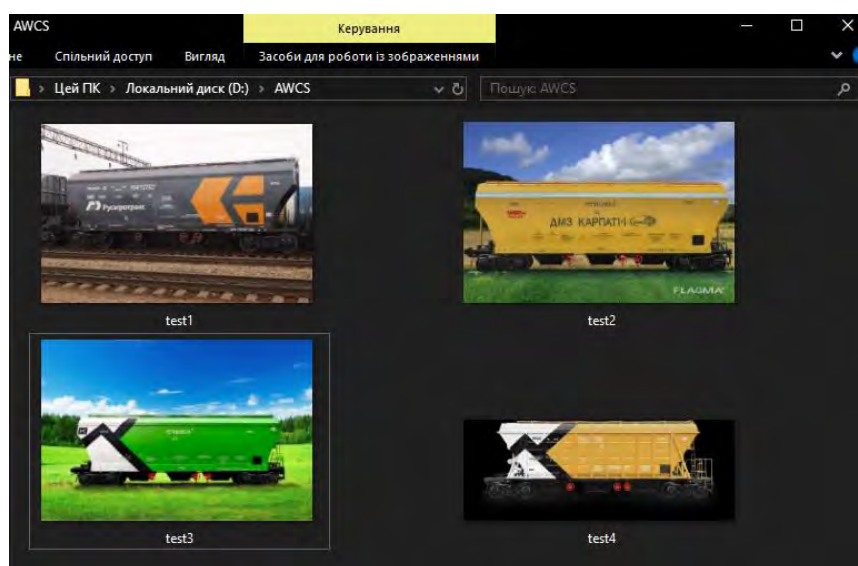 AWCS
Керування
не Спільний доступ Вигляд Засоби для роботи із зображеннями
Цей ПК › Локальний диск (D:) › AWCS
Пошук: AWCS
Русагротранс
test1
АМЗ КАРПАТИ
FLAGMA
test2
test3
test4